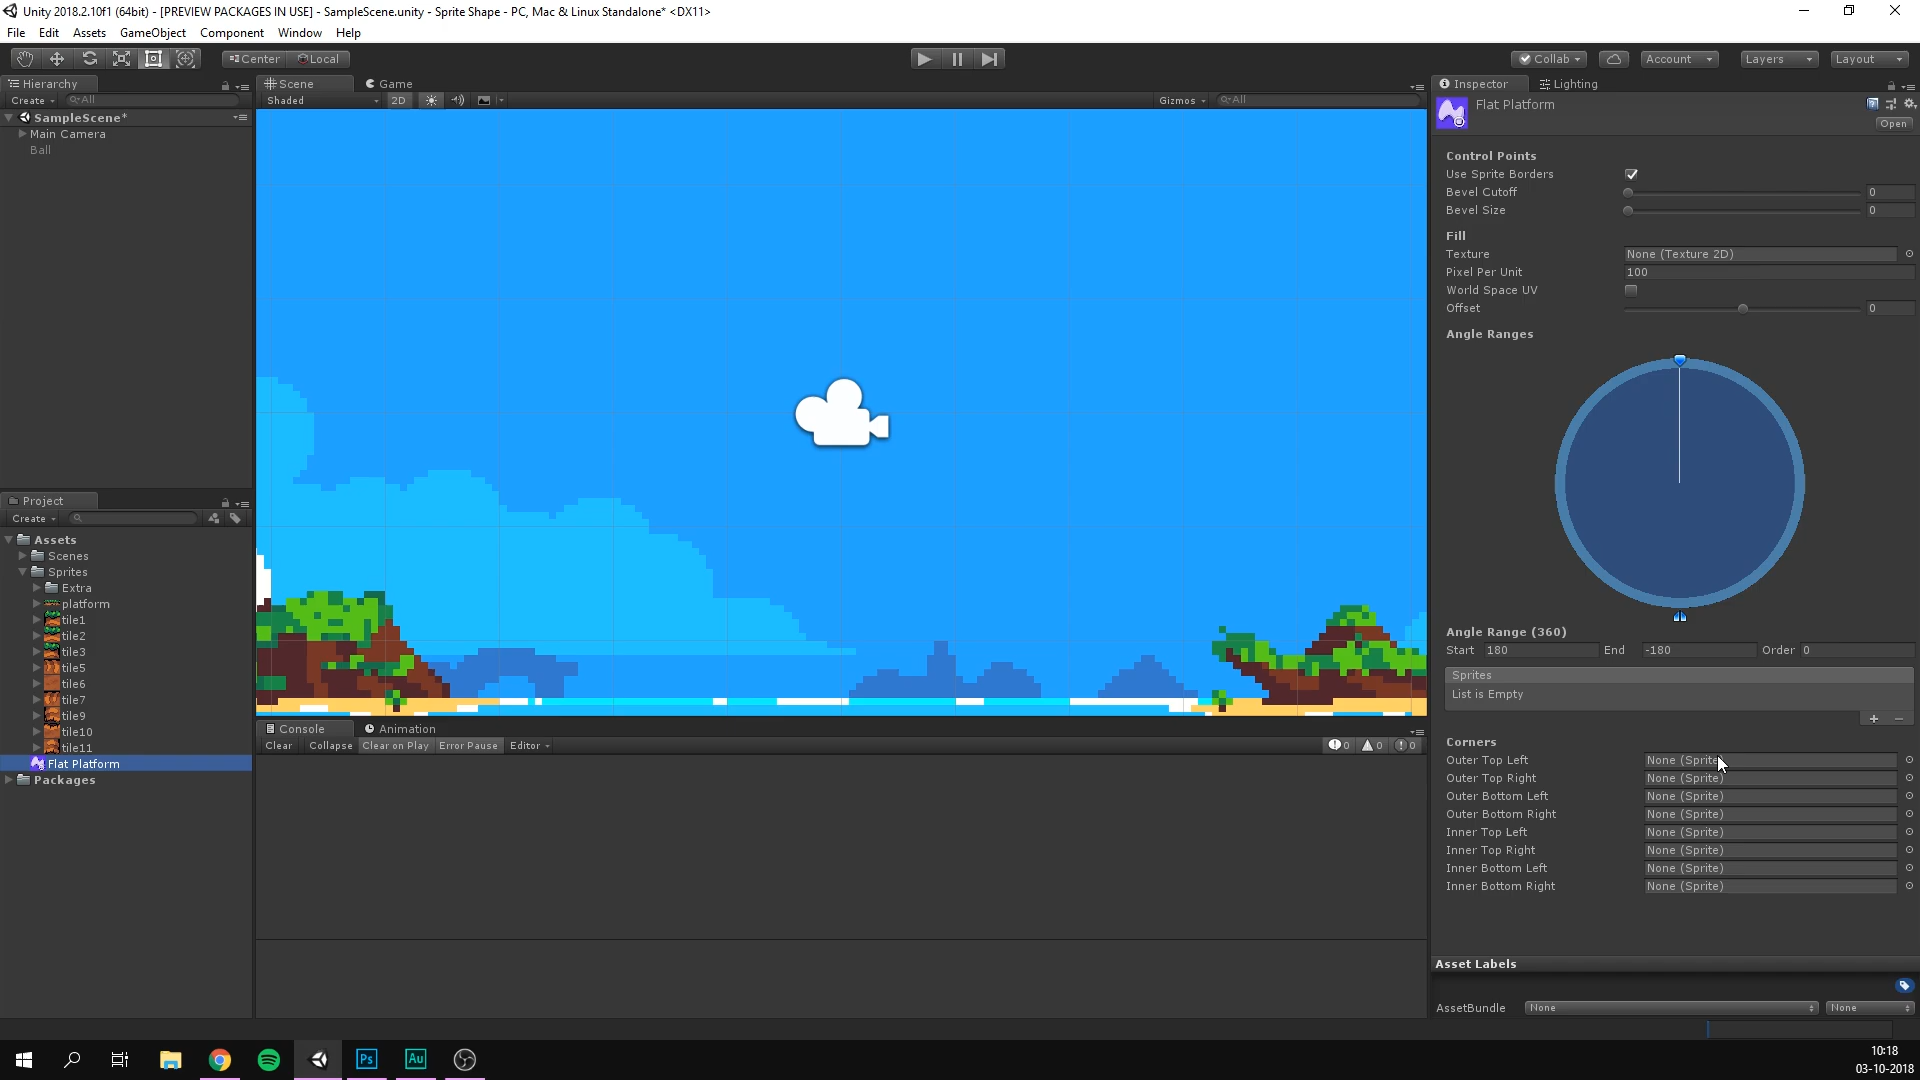 Unity 2018.2.10f1 (64bit) - [PREVIEW PACKAGES IN USE] - SampleScene.unity - Sprite Shape - PC, Mac & Linux Standalone* <DX11>
File Edit Assets GameObject Component Window Help
Center Local Collab Account Layers Layout
Hierarchy
Create All
SampleScene*
Main Camera
Ball
Project
Create
Assets
Scenes
Sprites
Extra
platform
tile1
tile2
tile3
tile5
tile6
tile7
tile9
tile10
tile11
Flat Platform
Packages
Scene Game
Shaded 2D Gizmos All
Console Animation
Clear Collapse Clear on Play Error Pause Editor 0 0 0
Inspector Lighting
Flat Platform
Open
Control Points
Use Sprite Borders
Bevel Cutoff 0
Bevel Size 0
Fill
Texture None (Texture 2D)
Pixel Per Unit 100
World Space UV
Offset 0
Angle Ranges
Angle Range (360)
Start 180 End -180 Order 0
Sprites
List is Empty
Corners
Outer Top Left None (Sprite)
Outer Top Right None (Sprite)
Outer Bottom Left None (Sprite)
Outer Bottom Right None (Sprite)
Inner Top Left None (Sprite)
Inner Top Right None (Sprite)
Inner Bottom Left None (Sprite)
Inner Bottom Right None (Sprite)
Asset Labels
AssetBundle None None
Ps Au
10:18
03-10-2018